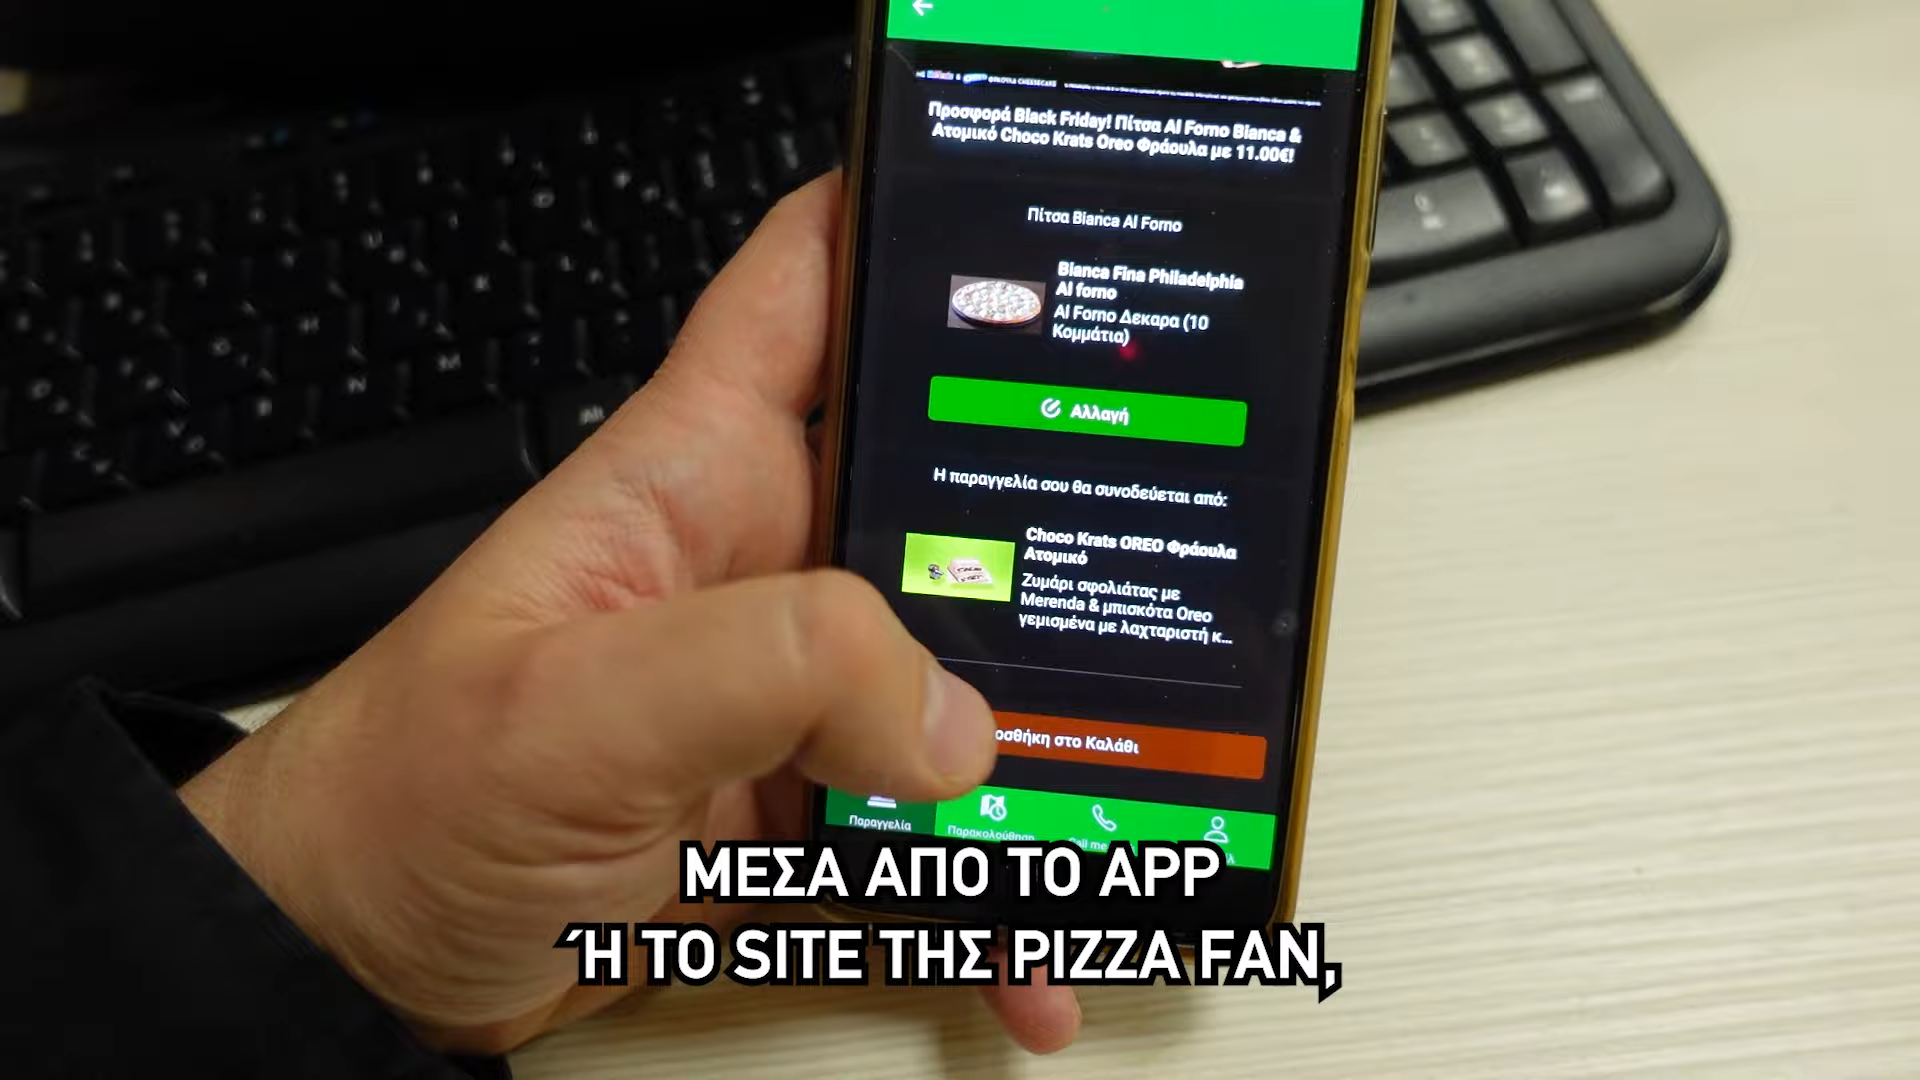 Προσφορά Black Friday! Πίτσα Al Forno Bianca &
Ατομικό Choco Krats Oreo Φράουλα με 11.00€!
Πίτσα Bianca Al Forno
Bianca Fina Philadelphia
Al forno
Al Forno Δεκαρα (10
Κομμάτια)
Αλλαγή
Η παραγγελία σου θα συνοδεύεται από:
Choco Krats OREO Φράουλα
Ατομικό
Ζυμάρι σφολιάτας με
Merenda & μπισκότα Oreo
γεμισμένα με λαχταριστή κ...
οσθήκη στο Καλάθι
Παραγγελία
Παρακολούθηση
Call me
ΜΕΣΑ ΑΠΟ ΤΟ APP
Ή ΤΟ SITE ΤΗΣ PIZZA FAN,